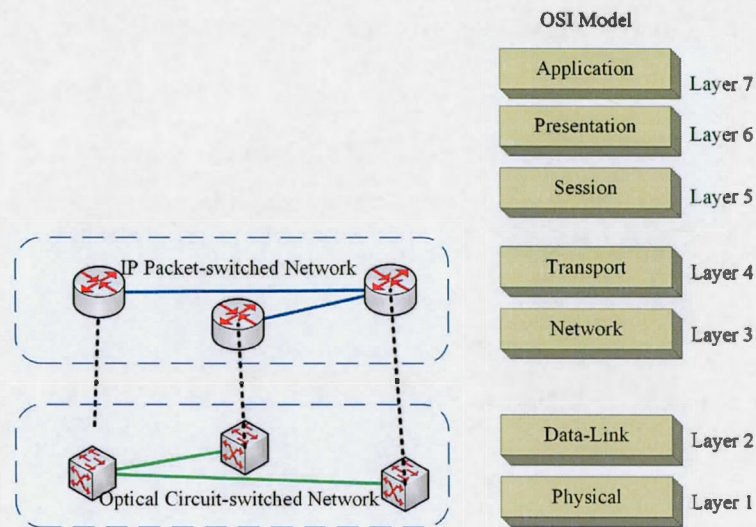 OSI Model
Application
Layer 7
Presentation
Layer 6
Session
Layer 5
IP Packet-switched Network
Transport
Layer 4
Network
Layer 3
Data-Link
Layer 2
Optical Circuit-switched Network
Physical
Layer 1